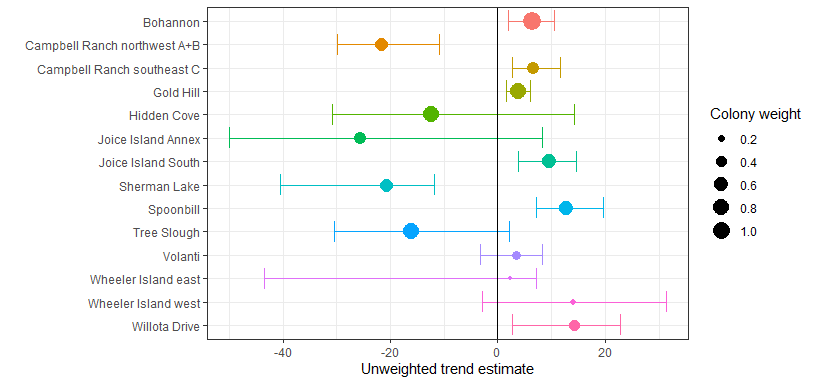 Bohannon
Campbell Ranch northwest A+B
Campbell Ranch southeast C
Gold Hill
Hidden Cove
Joice Island Annex
Joice Island South
Sherman Lake
Spoonbill
Tree Slough
Volanti
Wheeler Island east
Wheeler Island west
Willota Drive
-40 -20 0 20
Unweighted trend estimate
Colony weight
0.2
0.4
0.6
0.8
1.0